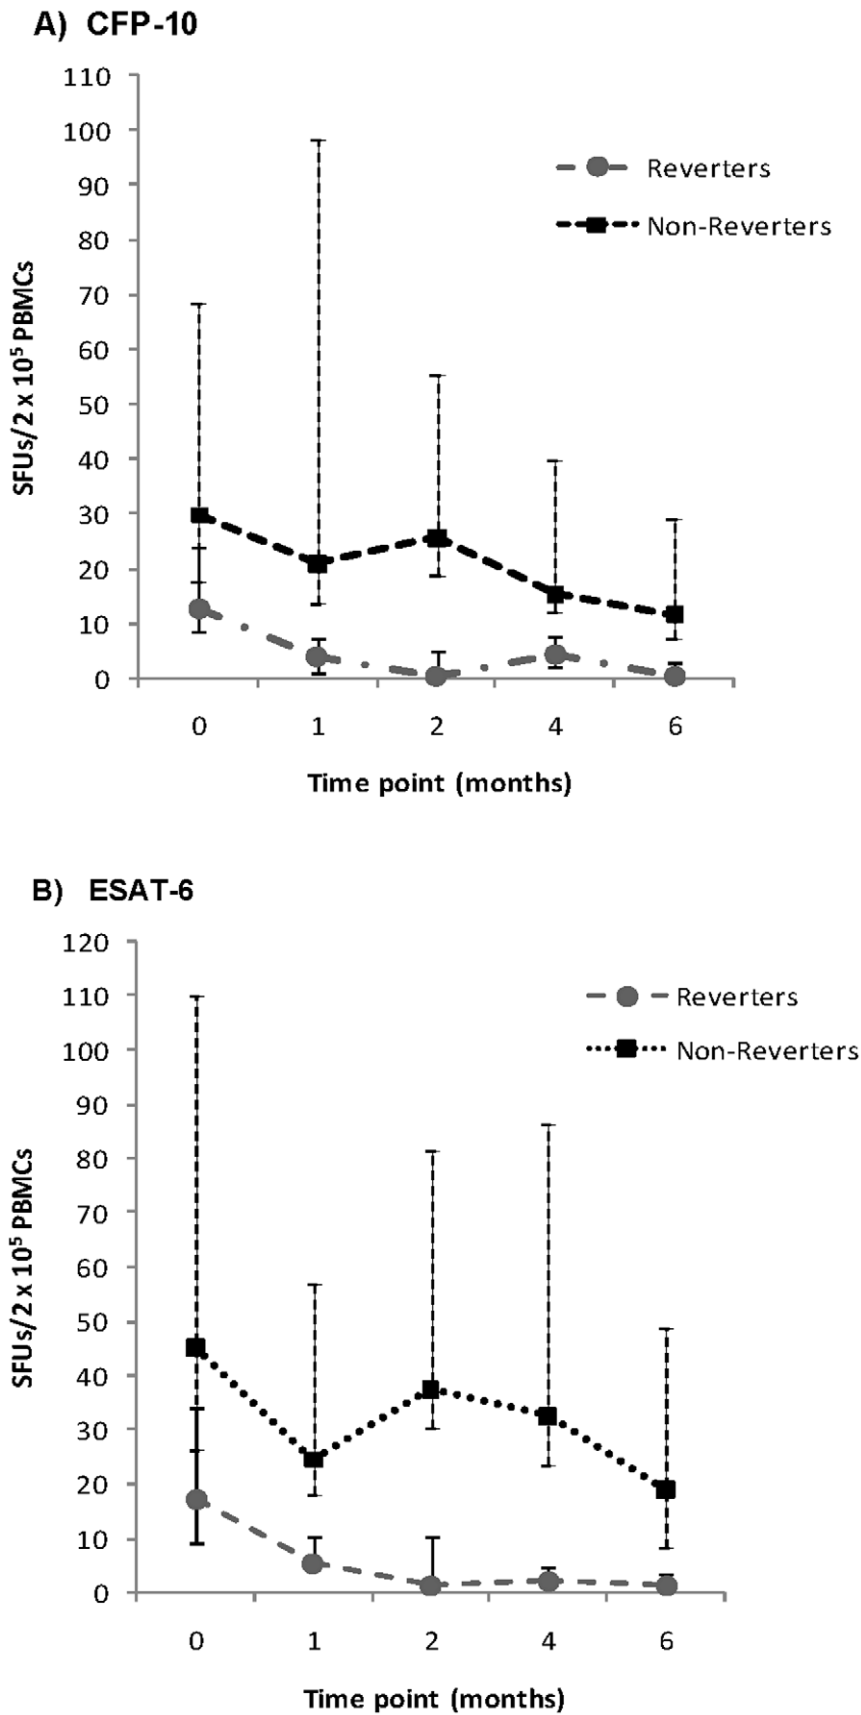 A) CFP-10
110
100
90
80
70
60
50
40
30
20
10
0
SFUs/2 x 10⁵ PBMCs
Reverters
Non-Reverters
0 1 2 4 6
Time point (months)
B) ESAT-6
120
110
100
90
80
70
60
50
40
30
20
10
0
SFUs/2 x 10⁵ PBMCs
Reverters
Non-Reverters
0 1 2 4 6
Time point (months)